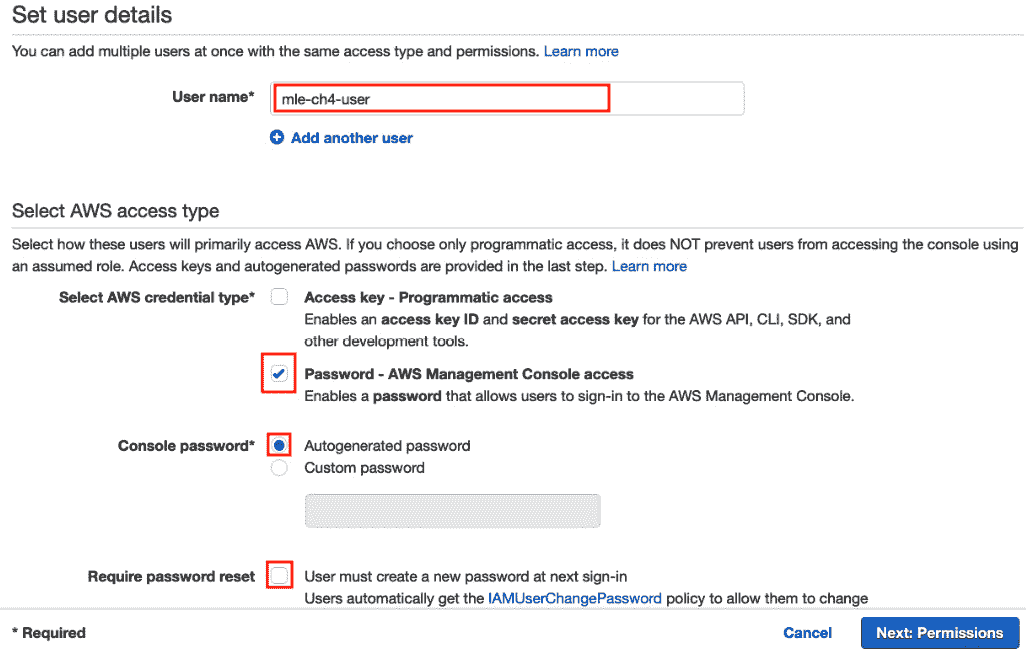 Set user details
You can add multiple users at once with the same access type and permissions. Learn more
User name*
mle-ch4-user
Add another user
Select AWS access type
Select how these users will primarily access AWS. If you choose only programmatic access, it does NOT prevent users from accessing the console using
an assumed role. Access keys and autogenerated passwords are provided in the last step. Learn more
Select AWS credential type*
Access key - Programmatic access
Enables an access key ID and secret access key for the AWS API, CLI, SDK, and
other development tools.
Password - AWS Management Console access
Enables a password that allows users to sign-in to the AWS Management Console.
Console password*
Autogenerated password
Custom password
Require password reset
User must create a new password at next sign-in
Users automatically get the IAMUserChangePassword policy to allow them to change
* Required
Cancel
Next: Permissions